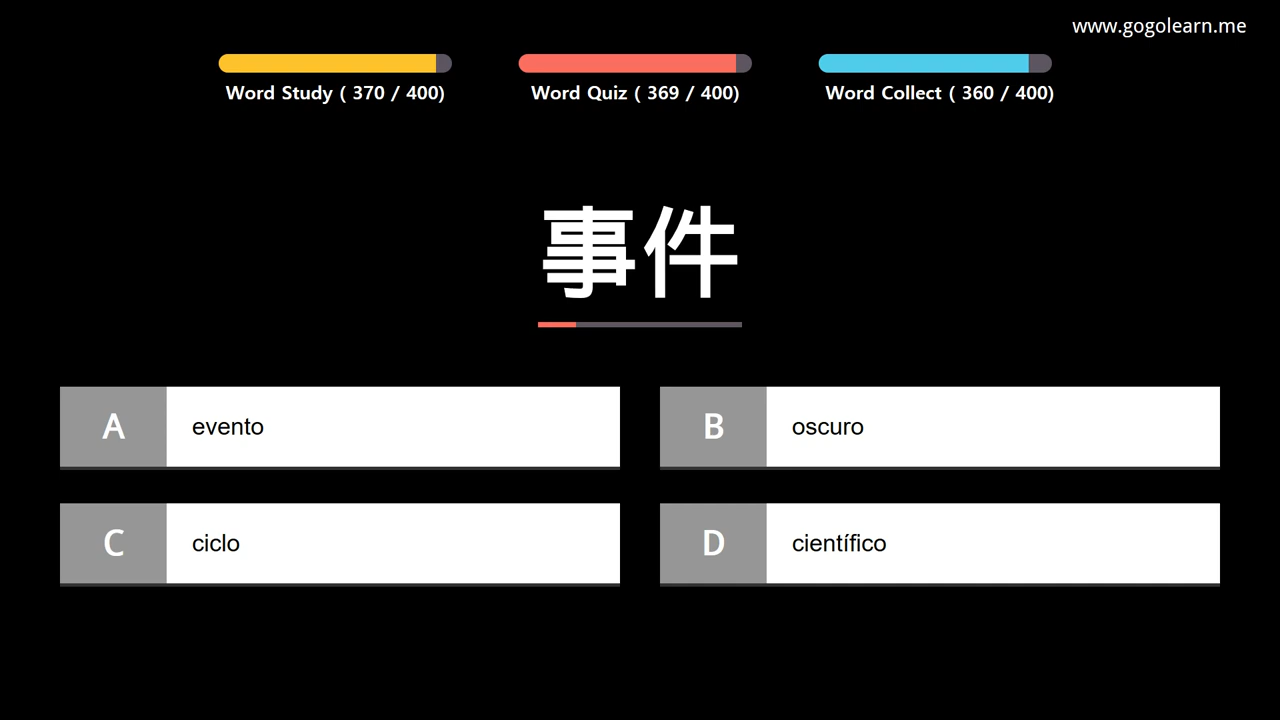 www.gogolearn.me
Word Study ( 370 / 400)
Word Quiz ( 369 / 400)
Word Collect ( 360 / 400)
事件
A evento
B oscuro
C ciclo
D científico